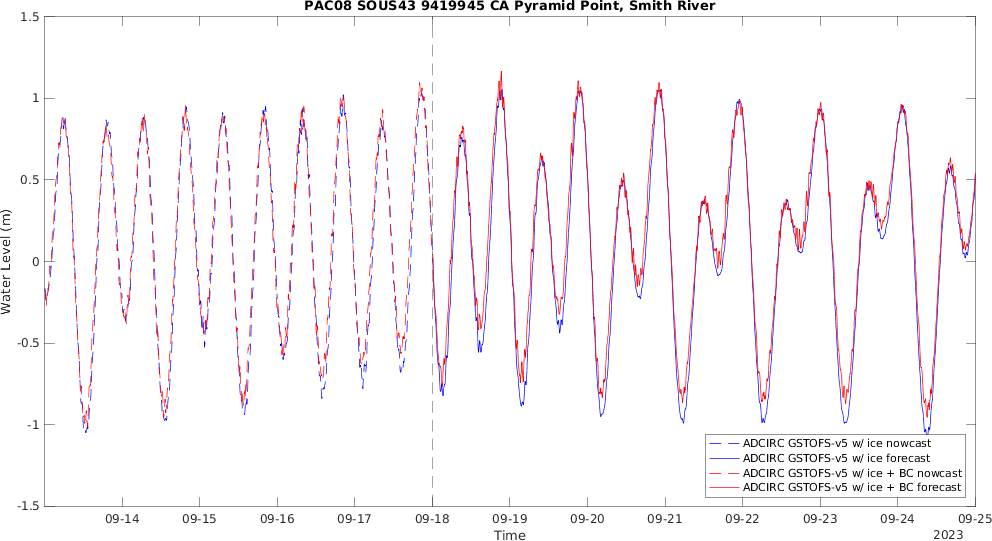 PAC08 SOUS43 9419945 CA Pyramid Point, Smith River
1.5
1
0.5
0
-0.5
-1
-1.5
Water Level (m)
ADCIRC GSTOFS-v5 w/ ice nowcast
ADCIRC GSTOFS-v5 w/ ice forecast
ADCIRC GSTOFS-v5 w/ ice + BC nowcast
ADCIRC GSTOFS-v5 w/ ice + BC forecast
09-14 09-15 09-16 09-17 09-18 09-19 09-20 09-21 09-22 09-23 09-24 09-25
Time
2023